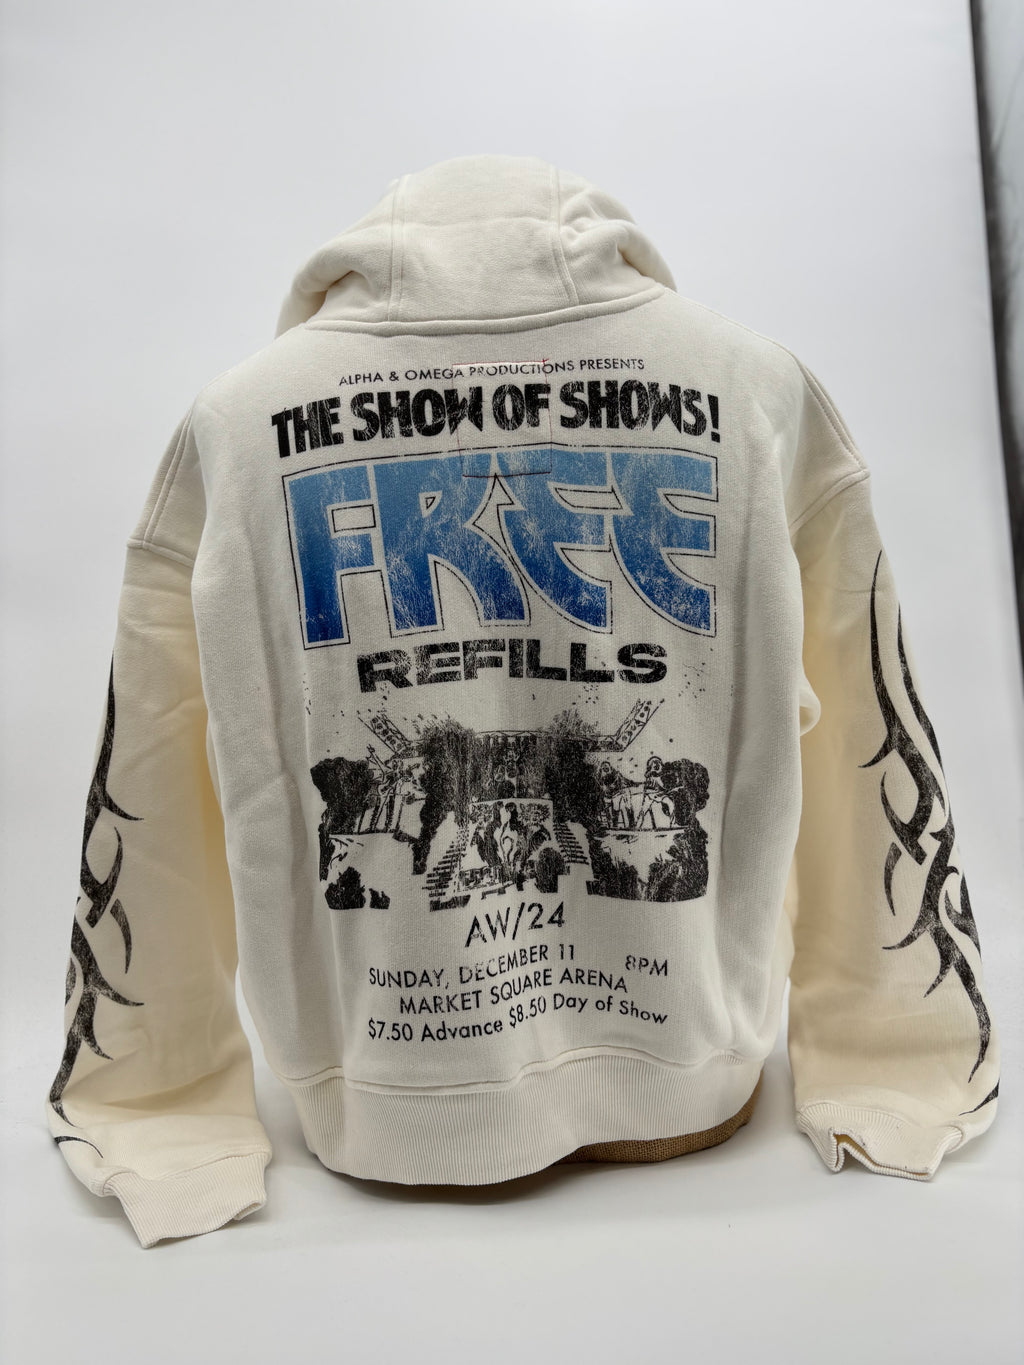 ALPHA & OMEGA PRODUCTIONS PRESENTS
THE SHOW OF SHOWS!
FREE
REFILLS
AW/24
SUNDAY, DECEMBER 11 8PM
MARKET SQUARE ARENA
$7.50 Advance $8.50 Day of Show